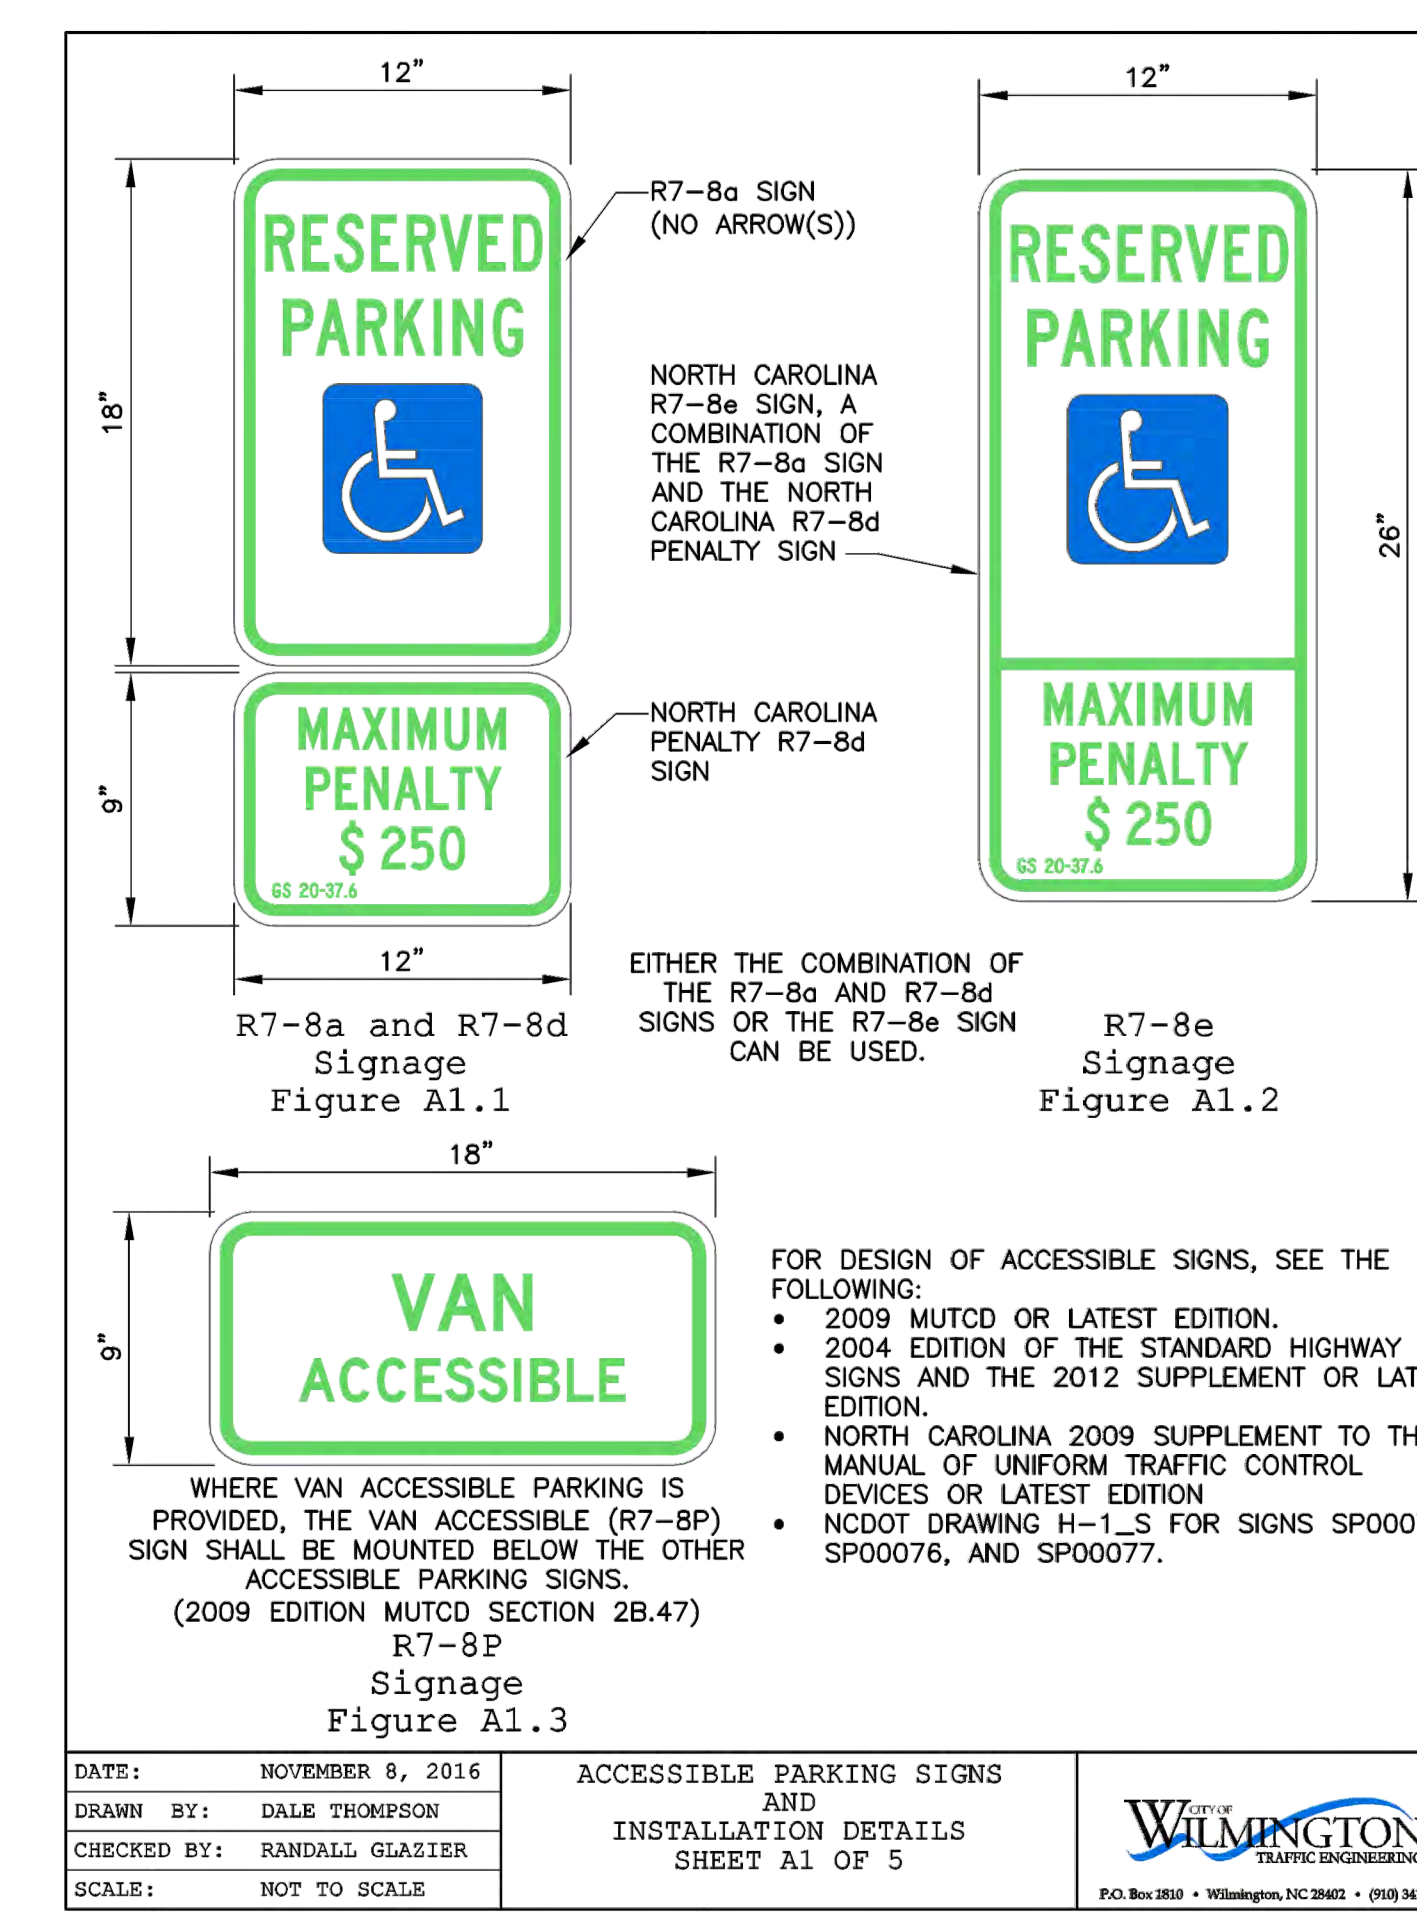 12”
12”
18”
RESERVED
PARKING
R7-8a SIGN
(NO ARROW(S))
RESERVED
PARKING
NORTH CAROLINA
R7-8e SIGN, A
COMBINATION OF
THE R7-8a SIGN
AND THE NORTH
CAROLINA R7-8d
PENALTY SIGN
26”
9”
MAXIMUM
PENALTY
$ 250
GS 20-37.6
NORTH CAROLINA
PENALTY R7-8d
SIGN
MAXIMUM
PENALTY
$ 250
GS 20-37.6
12”
R7-8a and R7-8d
Signage
Figure A1.1
EITHER THE COMBINATION OF
THE R7-8a AND R7-8d
SIGNS OR THE R7-8e SIGN
CAN BE USED.
R7-8e
Signage
Figure A1.2
18”
9”
VAN
ACCESSIBLE
WHERE VAN ACCESSIBLE PARKING IS
PROVIDED, THE VAN ACCESSIBLE (R7-8P)
SIGN SHALL BE MOUNTED BELOW THE OTHER
ACCESSIBLE PARKING SIGNS.
(2009 EDITION MUTCD SECTION 2B.47)
R7-8P
Signage
Figure A1.3
FOR DESIGN OF ACCESSIBLE SIGNS, SEE THE
FOLLOWING:
• 2009 MUTCD OR LATEST EDITION.
• 2004 EDITION OF THE STANDARD HIGHWAY
SIGNS AND THE 2012 SUPPLEMENT OR
EDITION.
• NORTH CAROLINA 2009 SUPPLEMENT TO
MANUAL OF UNIFORM TRAFFIC CONTROL
DEVICES OR LATEST EDITION
• NCDOT DRAWING H-1_S FOR SIGNS
SP00076, AND SP00077.
DATE: NOVEMBER 8, 2016
DRAWN BY: DALE THOMPSON
CHECKED BY: RANDALL GLAZIER
SCALE: NOT TO SCALE
ACCESSIBLE PARKING SIGNS
AND
INSTALLATION DETAILS
SHEET A1 OF 5
CITY OF
WILMINGTON
TRAFFIC ENGINEERING
P.O. Box 1810 • Wilmington, NC 28402 • (910)